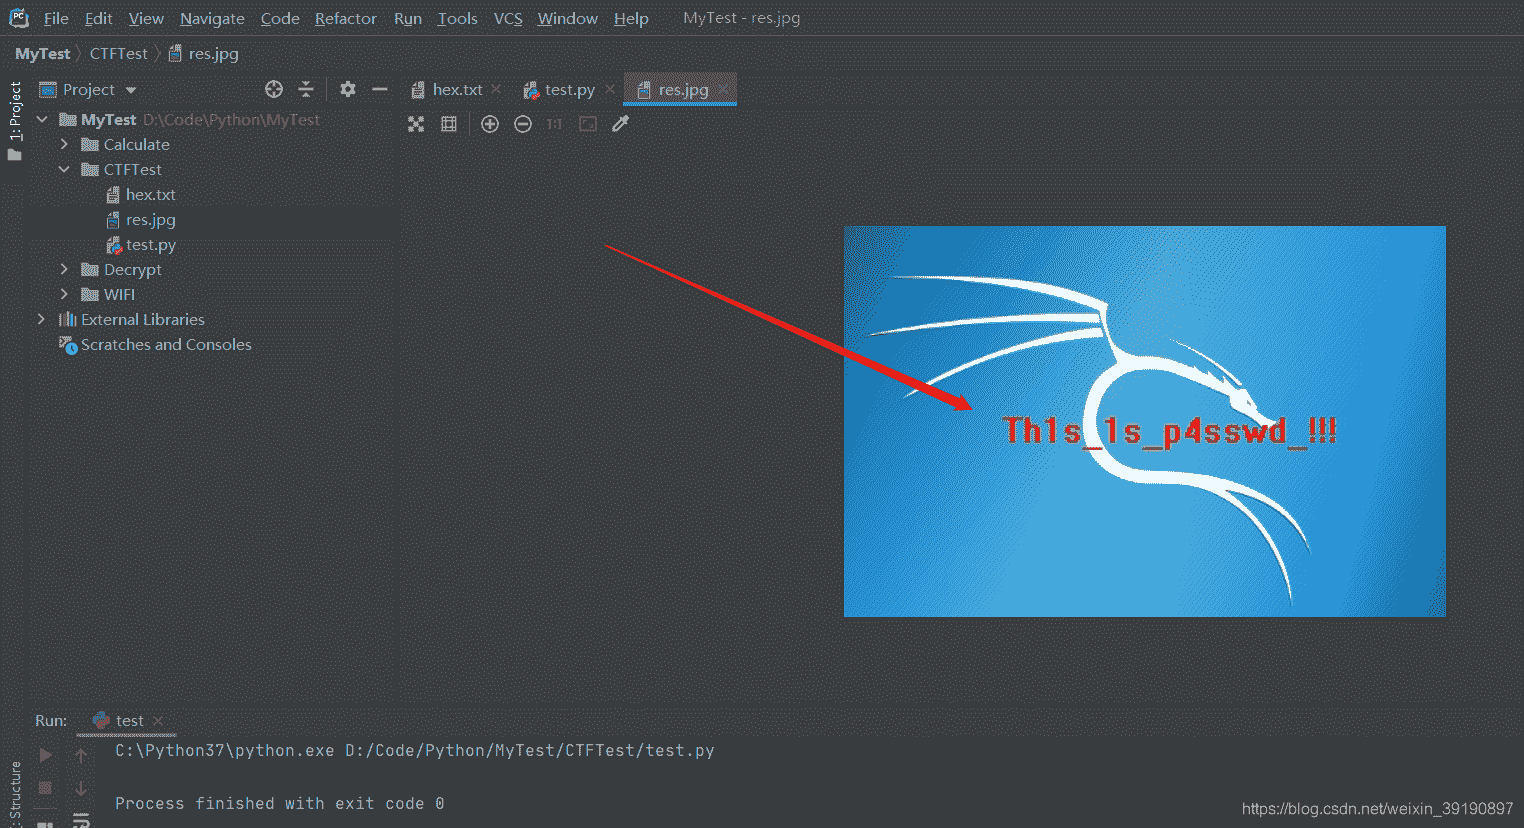 PC File Edit View Navigate Code Refactor Run Tools VCS Window Help MyTest - res.jpg
MyTest CTFTest res.jpg
1: Project
Project
hex.txt test.py res.jpg
1:1
MyTest D:\Code\Python\MyTest
Calculate
CTFTest
hex.txt
res.jpg
test.py
Decrypt
WIFI
External Libraries
Scratches and Consoles
Th1s_1s_p4sswd_!!!
Run: test
C:\Python37\python.exe D:/Code/Python/MyTest/CTFTest/test.py
Process finished with exit code 0
: Structure
https://blog.csdn.net/weixin_39190897